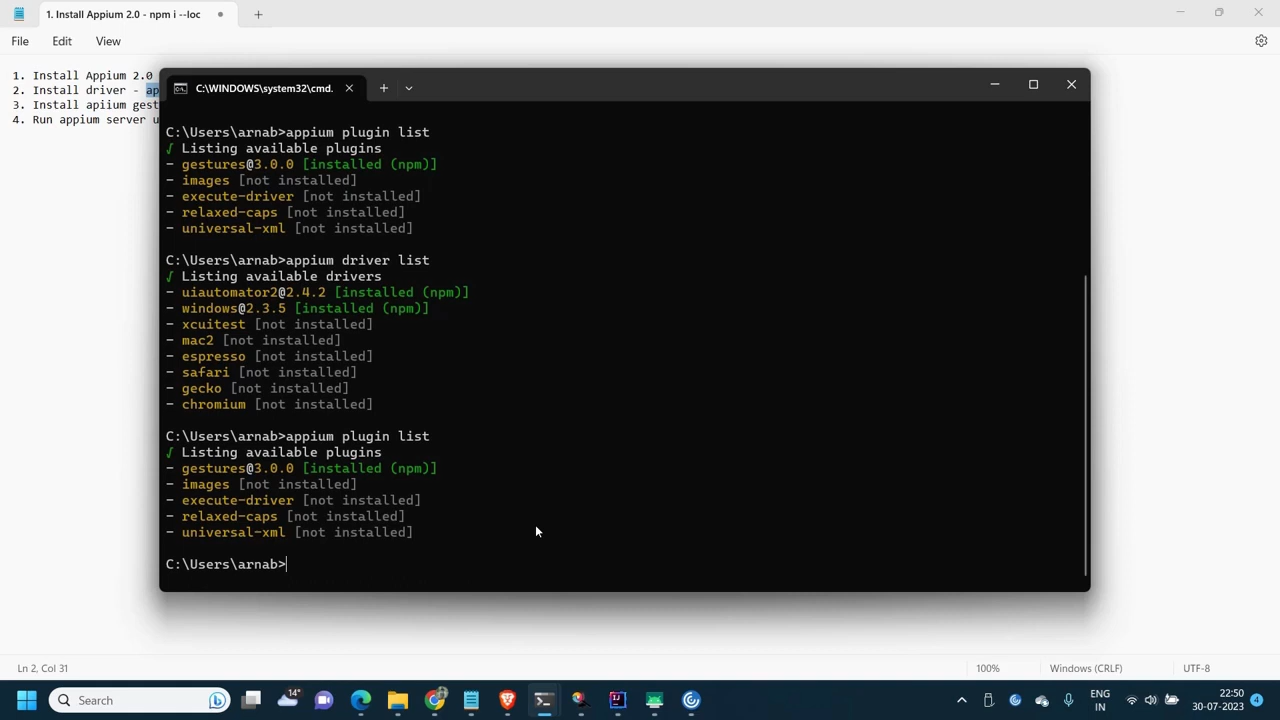 1. Install Appium 2.0 - npm i --loc
File Edit View
1. Install Appium 2.0
2. Install driver - ap
3. Install apiium gest
4. Run appium server u
C:\WINDOWS\system32\cmd.
C:\Users\arnab>appium plugin list
√ Listing available plugins
- gestures@3.0.0 [installed (npm)]
- images [not installed]
- execute-driver [not installed]
- relaxed-caps [not installed]
- universal-xml [not installed]
C:\Users\arnab>appium driver list
√ Listing available drivers
- uiautomator2@2.4.2 [installed (npm)]
- windows@2.3.5 [installed (npm)]
- xcuitest [not installed]
- mac2 [not installed]
- espresso [not installed]
- safari [not installed]
- gecko [not installed]
- chromium [not installed]
C:\Users\arnab>appium plugin list
√ Listing available plugins
- gestures@3.0.0 [installed (npm)]
- images [not installed]
- execute-driver [not installed]
- relaxed-caps [not installed]
- universal-xml [not installed]
C:\Users\arnab>
Ln 2, Col 31 100% Windows (CRLF) UTF-8
Search 14° ENG 22:50
IN 30-07-2023 4